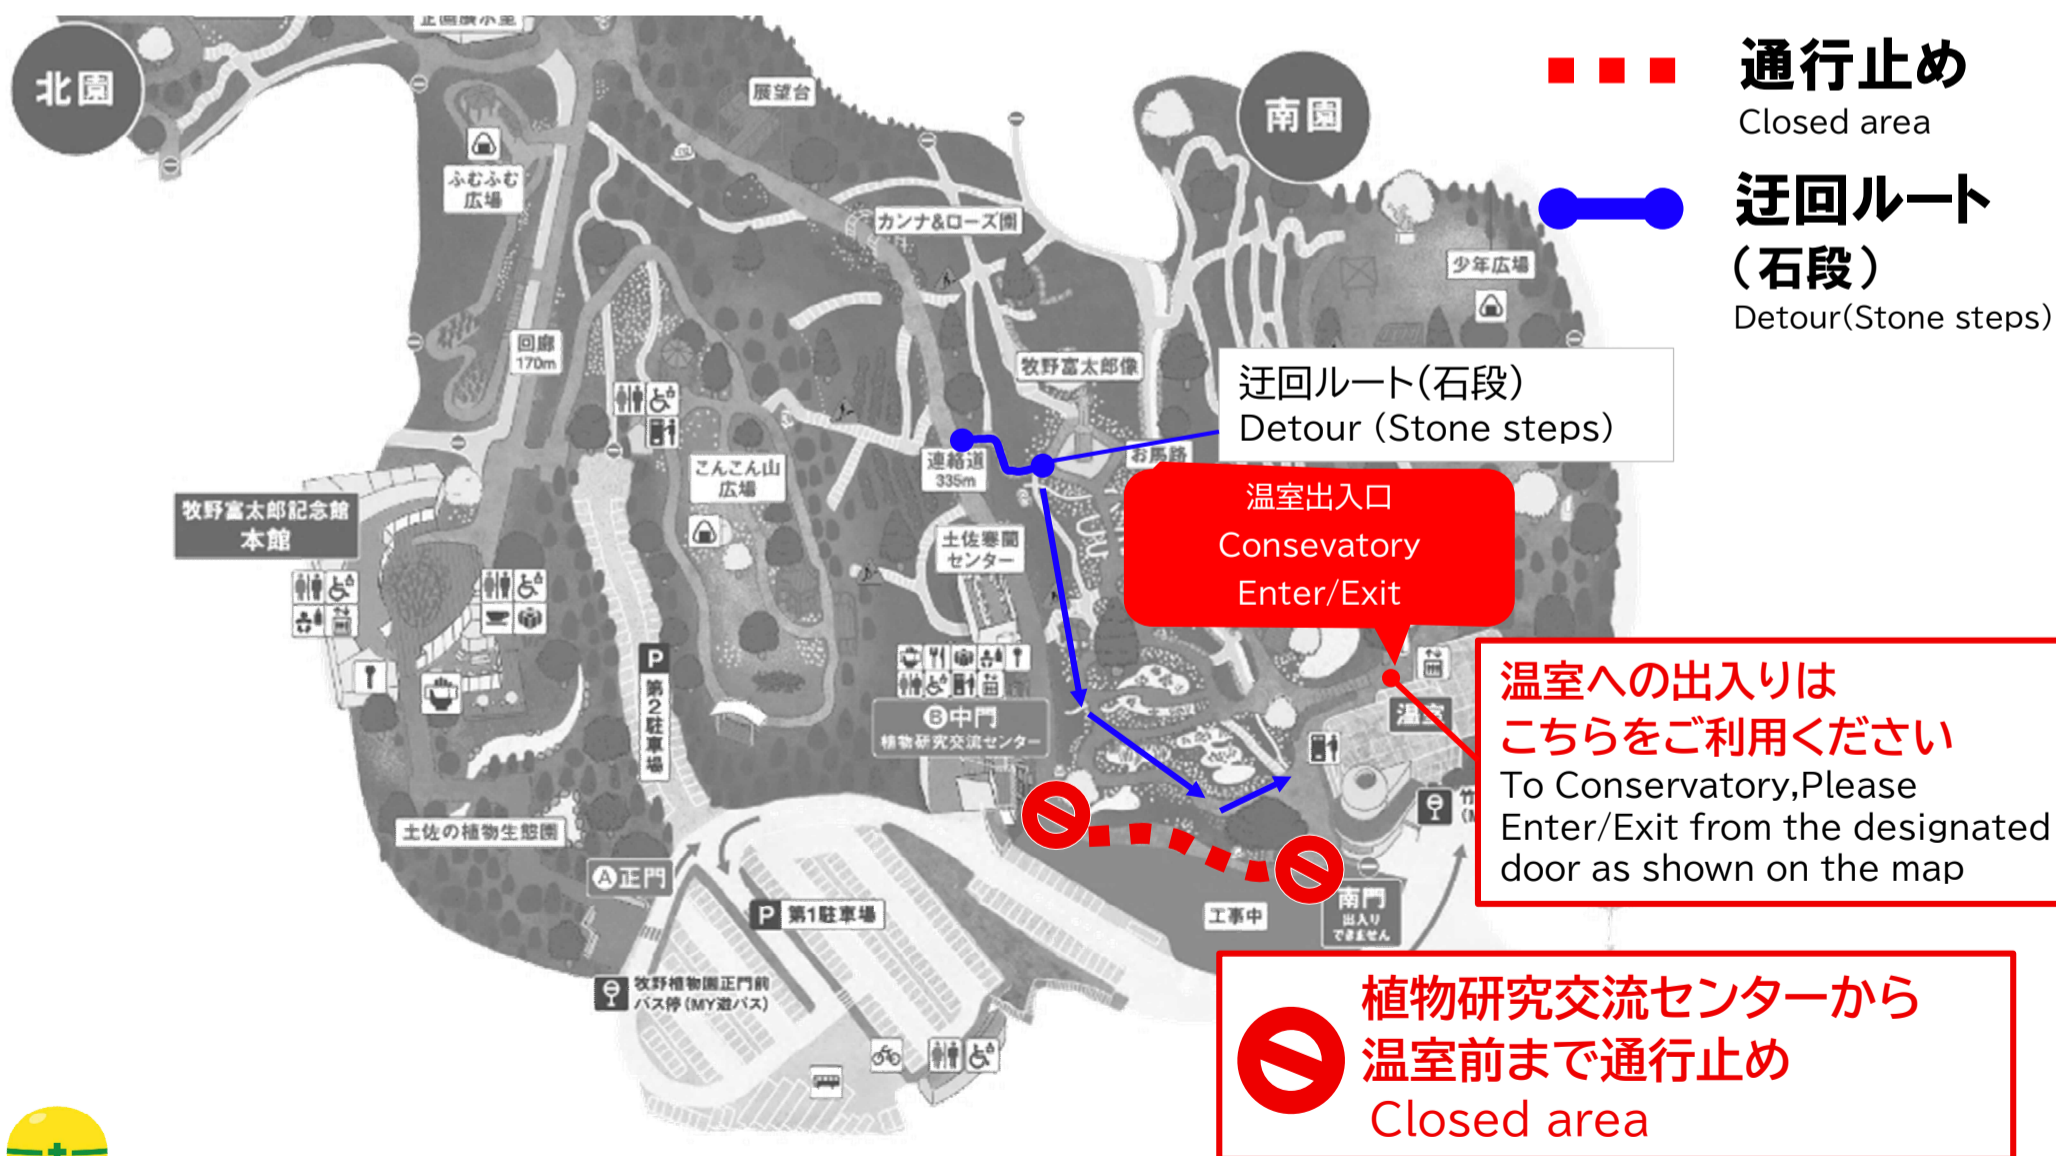 北園
南園
展望台
ふむふむ
広場
カンナ&ローズ園
少年広場
回廊
170m
牧野富太郎像
お馬路
連絡道
335m
こんこん山
広場
牧野富太郎記念館
本館
土佐寒蘭
センター
P
第2駐車場
Ⓑ中門
植物研究交流センター
温室
土佐の植物生態園
Ⓐ正門
P 第1駐車場
牧野植物園正門前
バス停(MY遊バス)
工事中
南門
出入り
できません
通行止め
Closed area
迂回ルート
(石段)
Detour(Stone steps)
迂回ルート(石段)
Detour (Stone steps)
温室出入口
Consevatory
Enter/Exit
温室への出入りは
こちらをご利用ください
To Conservatory,Please
Enter/Exit from the designated
door as shown on the map
植物研究交流センターから
温室前まで通行止め
Closed area